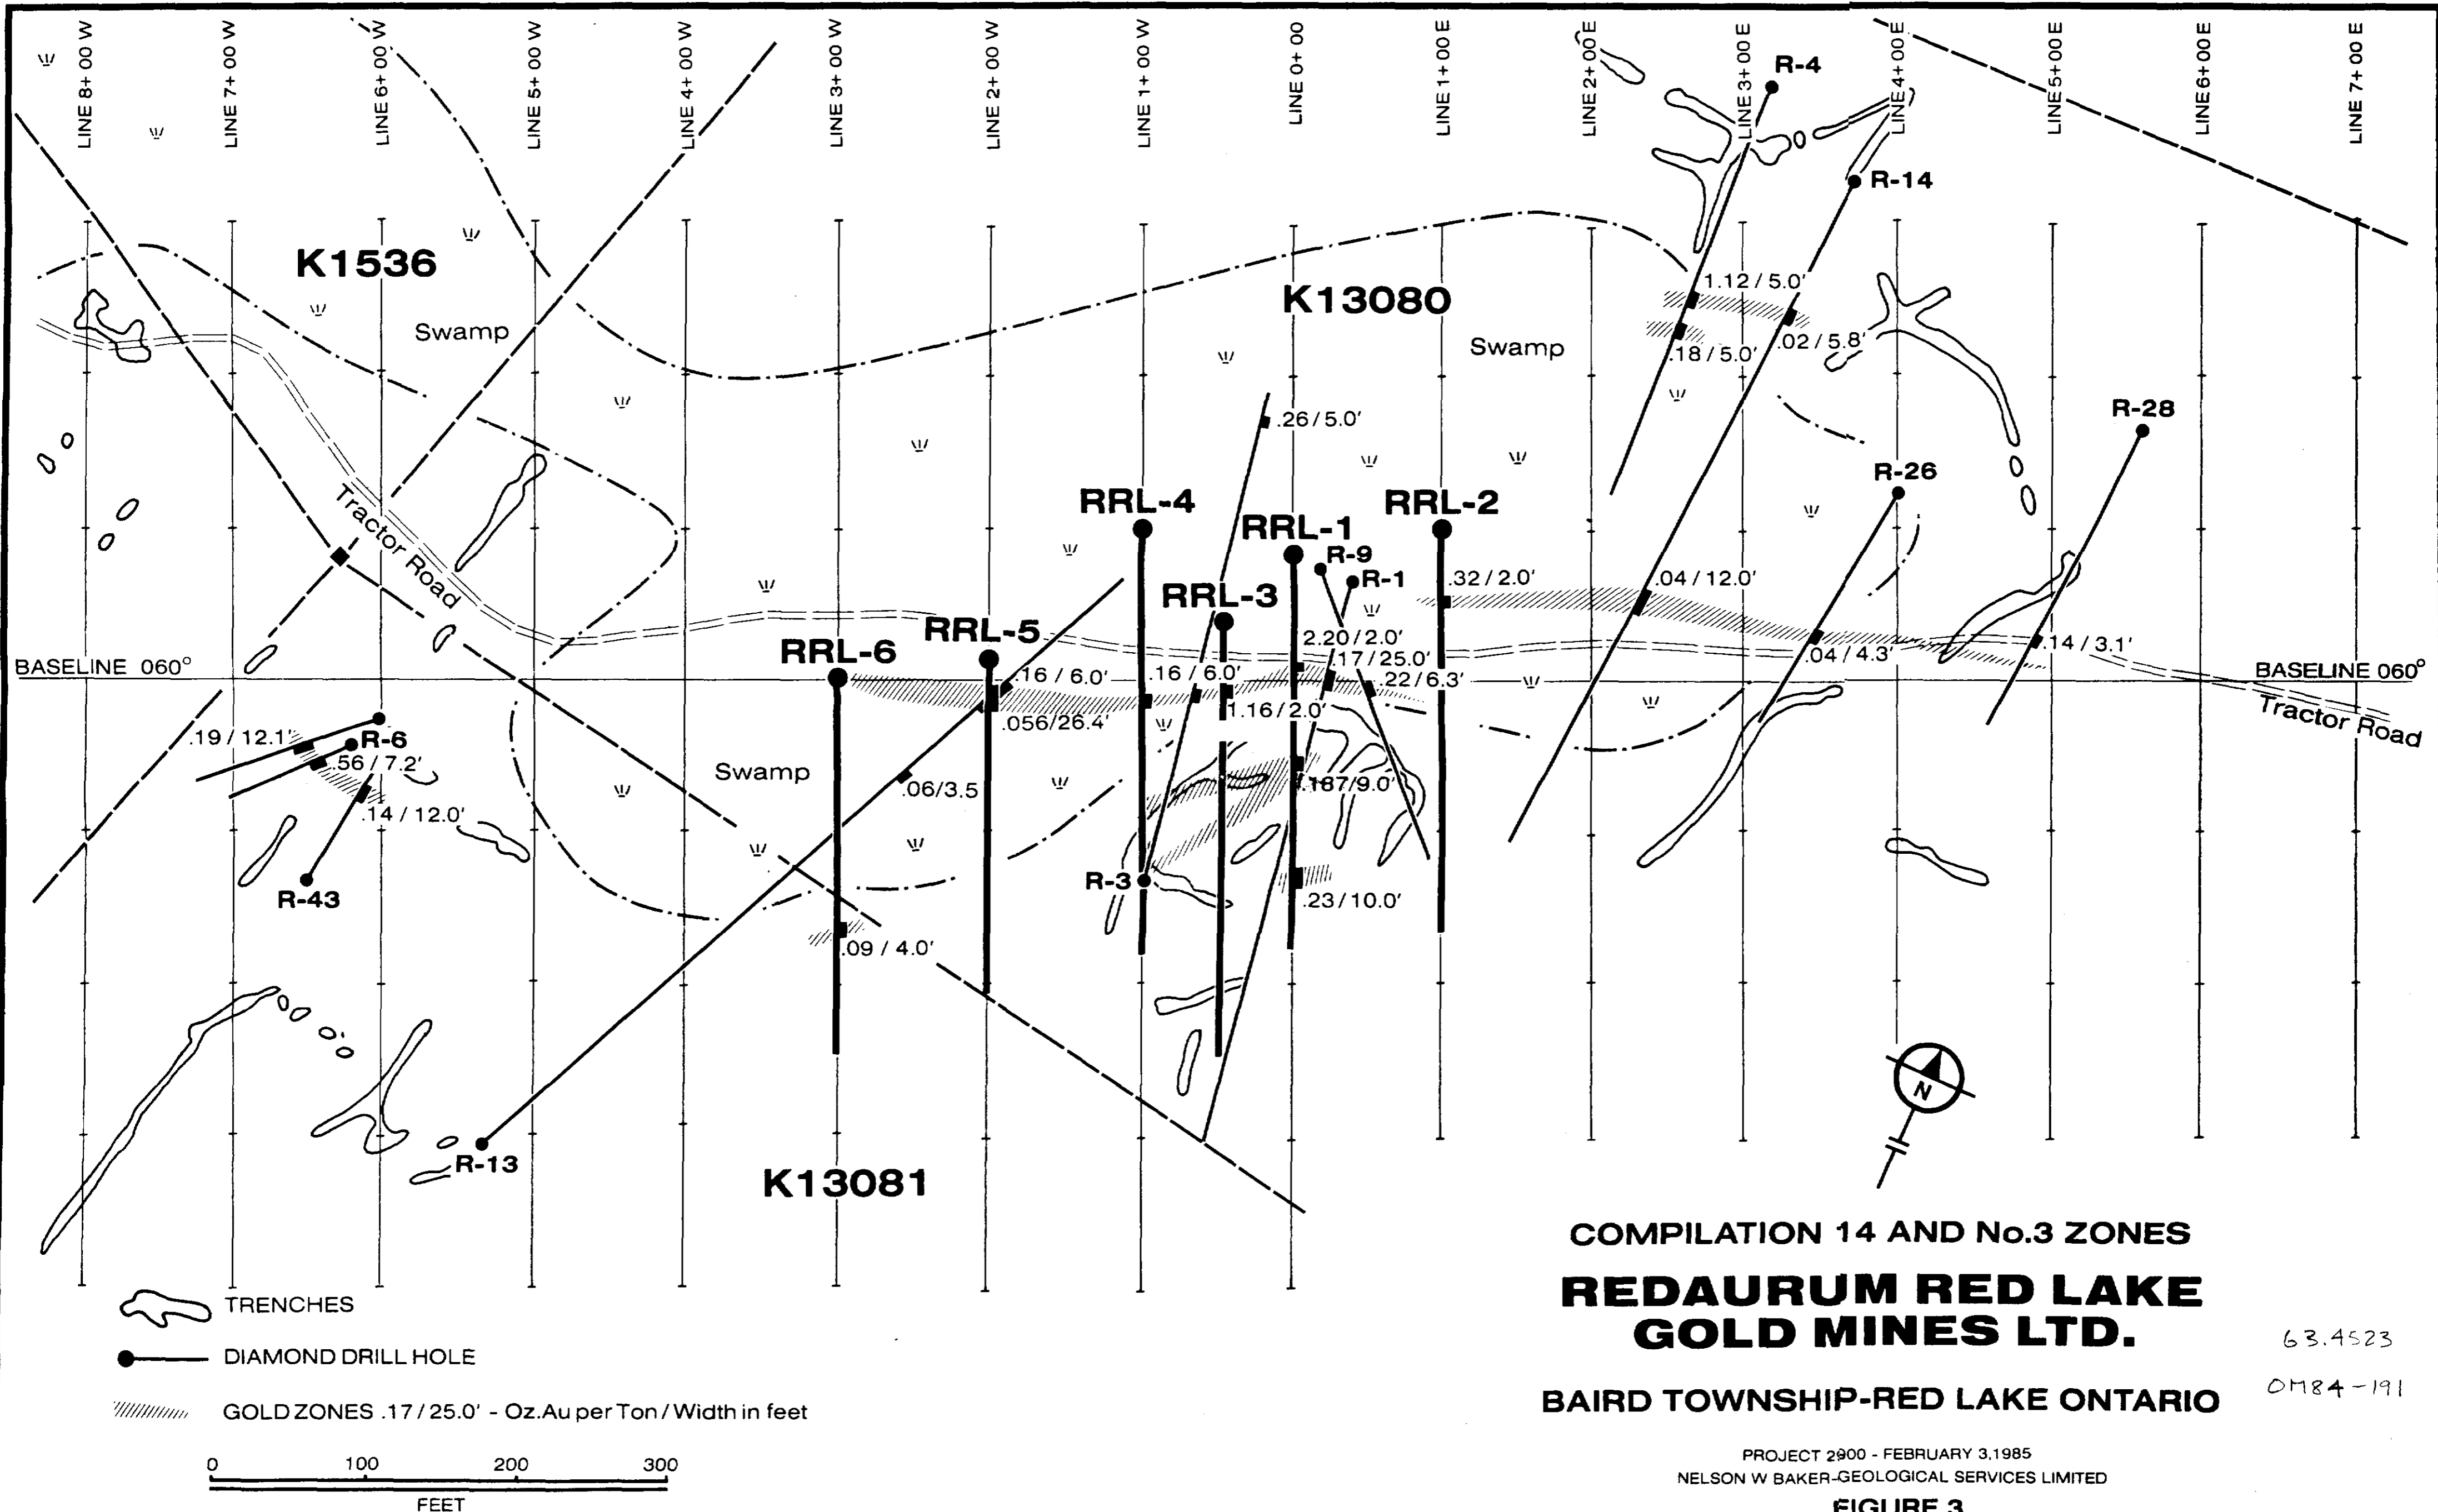 LINE 8+00 W
LINE 7+00 W
LINE 6+00 W
LINE 5+00 W
LINE 4+00 W
LINE 3+00 W
LINE 2+00 W
LINE 1+00 W
LINE 0+00
LINE 1+00 E
LINE 2+00 E
LINE 3+00 E
LINE 4+00 E
LINE 5+00 E
LINE 6+00 E
LINE 7+00 E
R-4
R-14
K1536
K13080
1.12/5.0'
Swamp
Swamp
.02/5.8'
.18/5.0'
R-28
.26/5.0'
R-26
Tractor Road
RRL-4
RRL-1
RRL-2
R-9
R-1
.32/2.0'
.04/12.0'
RRL-3
RRL-5
RRL-6
2.20/2.0'
.17/25.0'
.14/3.1'
.04/4.3'
BASELINE 060°
.16/6.0'
.16/6.0'
.22/6.3'
BASELINE 060°
1.16/2.0'
.056/26.4'
Tractor Road
.19/12.1'
R-6
.56/7.2'
Swamp
.06/3.5
.187/9.0'
.14/12.0'
R-43
R-3
.23/10.0'
.09/4.0'
N
R-13
K13081
COMPILATION 14 AND No.3 ZONES
REDAURUM RED LAKE
GOLD MINES LTD.
63.4523
OM84-191
BAIRD TOWNSHIP-RED LAKE ONTARIO
PROJECT 2900 - FEBRUARY 3,1985
NELSON W BAKER-GEOLOGICAL SERVICES LIMITED
FIGURE 3
TRENCHES
DIAMOND DRILL HOLE
GOLD ZONES .17/25.0' - Oz.Au per Ton/Width in feet
0 100 200 300
FEET